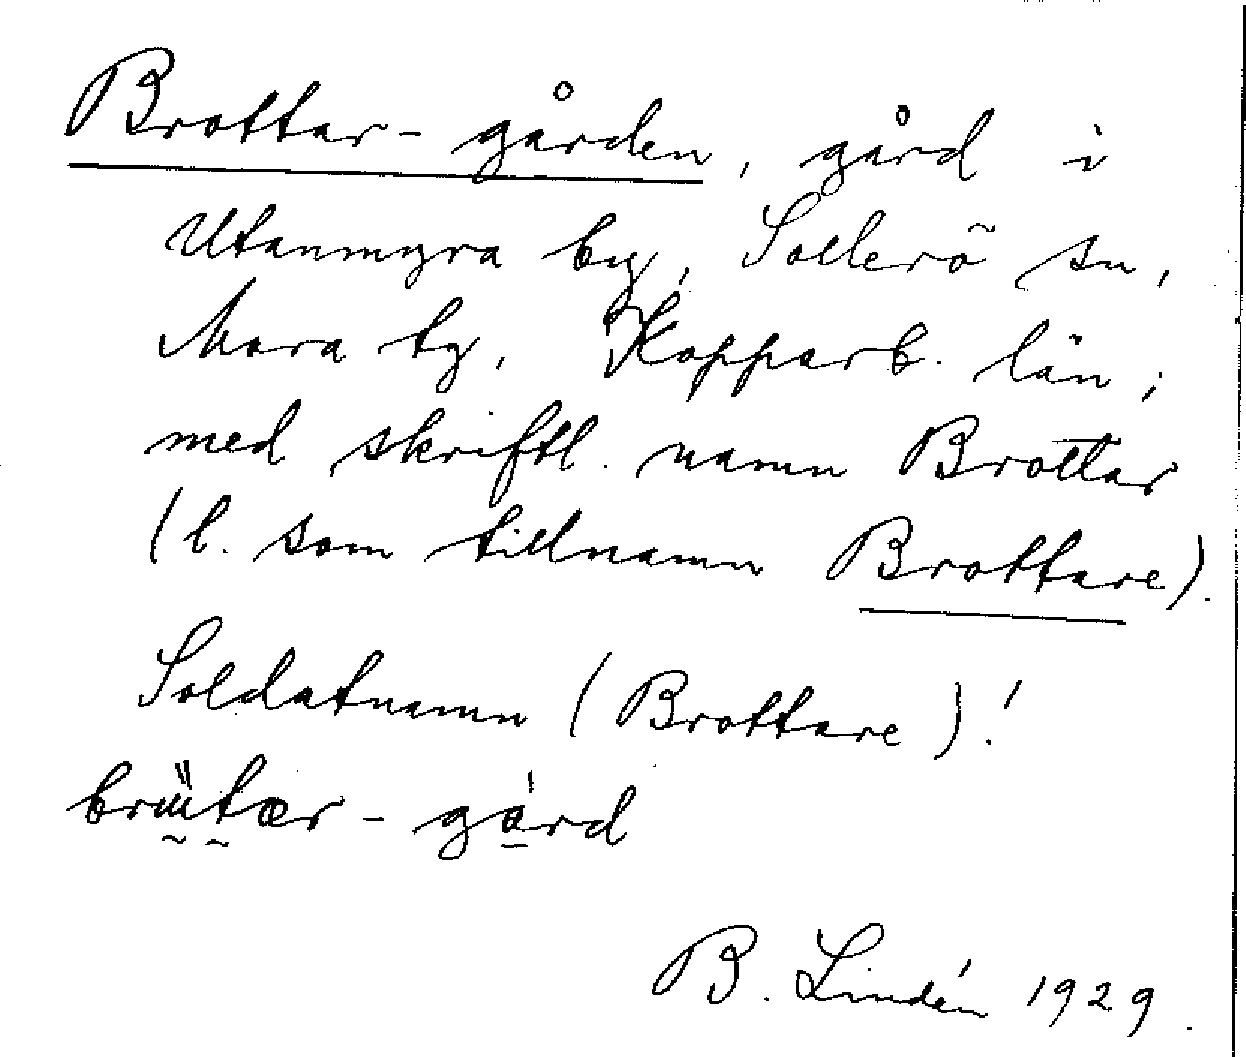 Brottar-gården, gård i
Utanmyra by, Sollerö sn,
Mora tg, Kopparb. län;
med skriftl. namn Brottar
(l. som tillnamn Brottare).
Soldatnamn (Brottare)!
-gård
B. Lindén 1929.